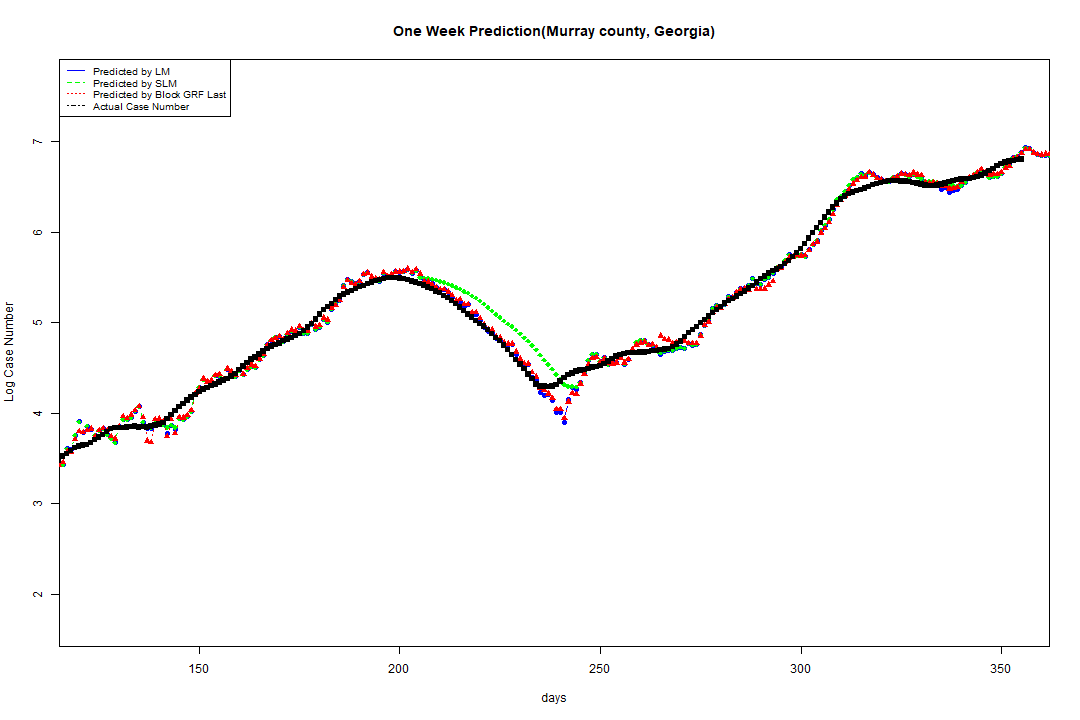 One Week Prediction(Murray county, Georgia)
Predicted by LM
Predicted by SLM
Predicted by Block GRF Last
Actual Case Number
7
6
5
4
3
2
Log Case Number
150 200 250 300 350
days